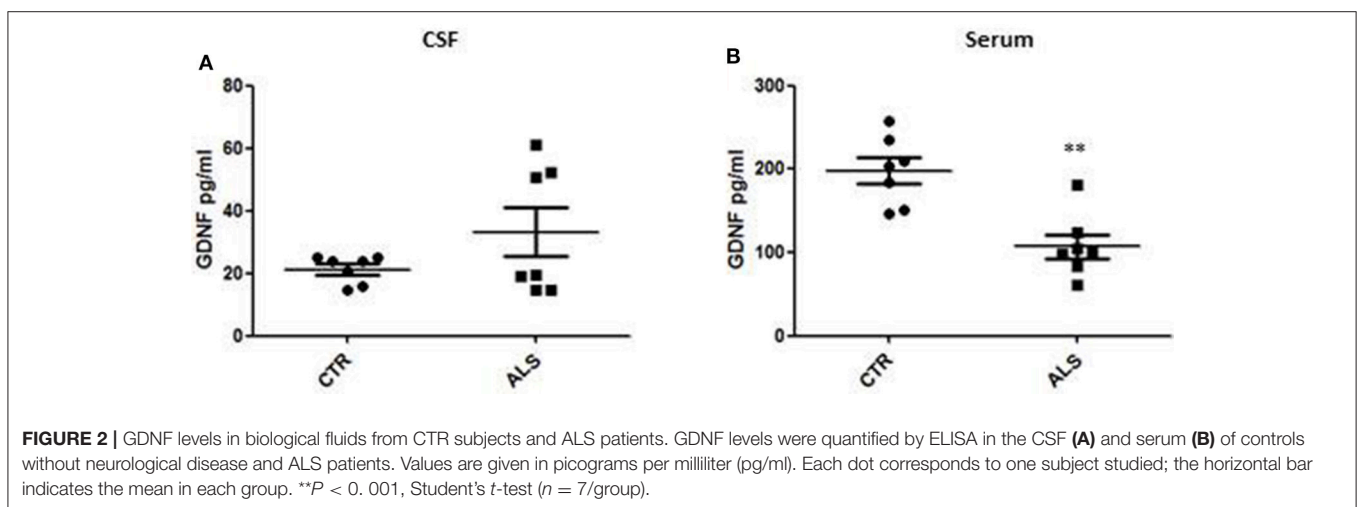 CSF
A
80
60
40
20
0
GDNF pg/ml
CTR
ALS
Serum
B
300
200
100
0
GDNF pg/ml
**
CTR
ALS
FIGURE 2 | GDNF levels in biological fluids from CTR subjects and ALS patients. GDNF levels were quantified by ELISA in the CSF (A) and serum (B) of controls
without neurological disease and ALS patients. Values are given in picograms per milliliter (pg/ml). Each dot corresponds to one subject studied; the horizontal bar
indicates the mean in each group. **P < 0. 001, Student's t-test (n = 7/group).